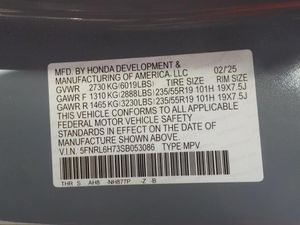 MFD. BY HONDA DEVELOPMENT &
MANUFACTURING OF AMERICA, LLC 02/'25
GVWR 2730 KG(6019LBS) TIRE SIZE RIM SIZE
GAWR F 1310 KG(2888LBS) 235/55R19 101H 19X7.5J
GAWR R 1465 KG(3230LBS) 235/55R19 101H 19X7.5J
THIS VEHICLE CONFORMS TO ALL APPLICABLE
FEDERAL MOTOR VEHICLE SAFETY
STANDARDS IN EFFECT ON THE DATE OF
MANUFACTURE SHOWN ABOVE.
V.I.N. 5FNRL6H73SB053086 TYPE MPV
THR S AH8 -NH877P -Z -B